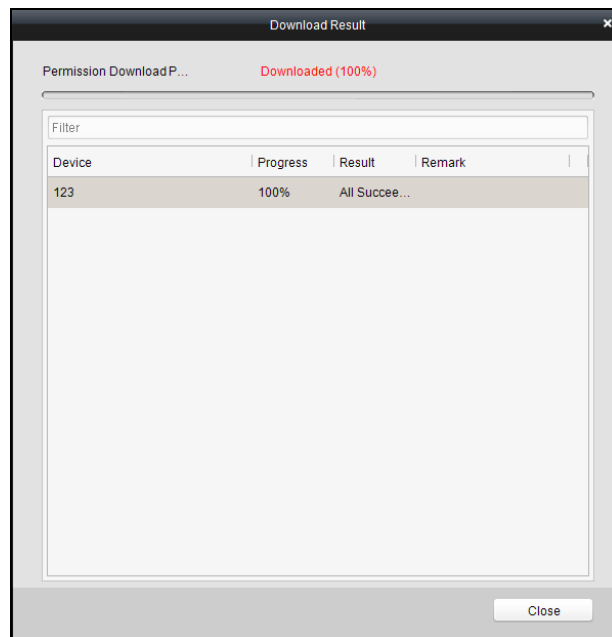 Download Result
Permission Download P... Downloaded (100%)
Filter
Device Progress Result Remark
123 100% All Succee...
Close